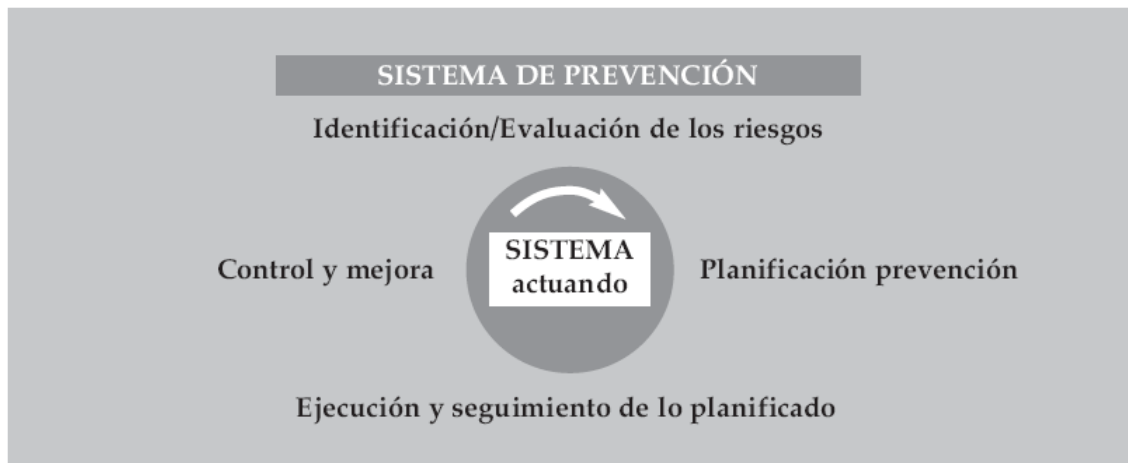 SISTEMA DE PREVENCIÓN
Identificación/Evaluación de los riesgos
Control y mejora
SISTEMA
actuando
Planificación prevención
Ejecución y seguimiento de lo planificado